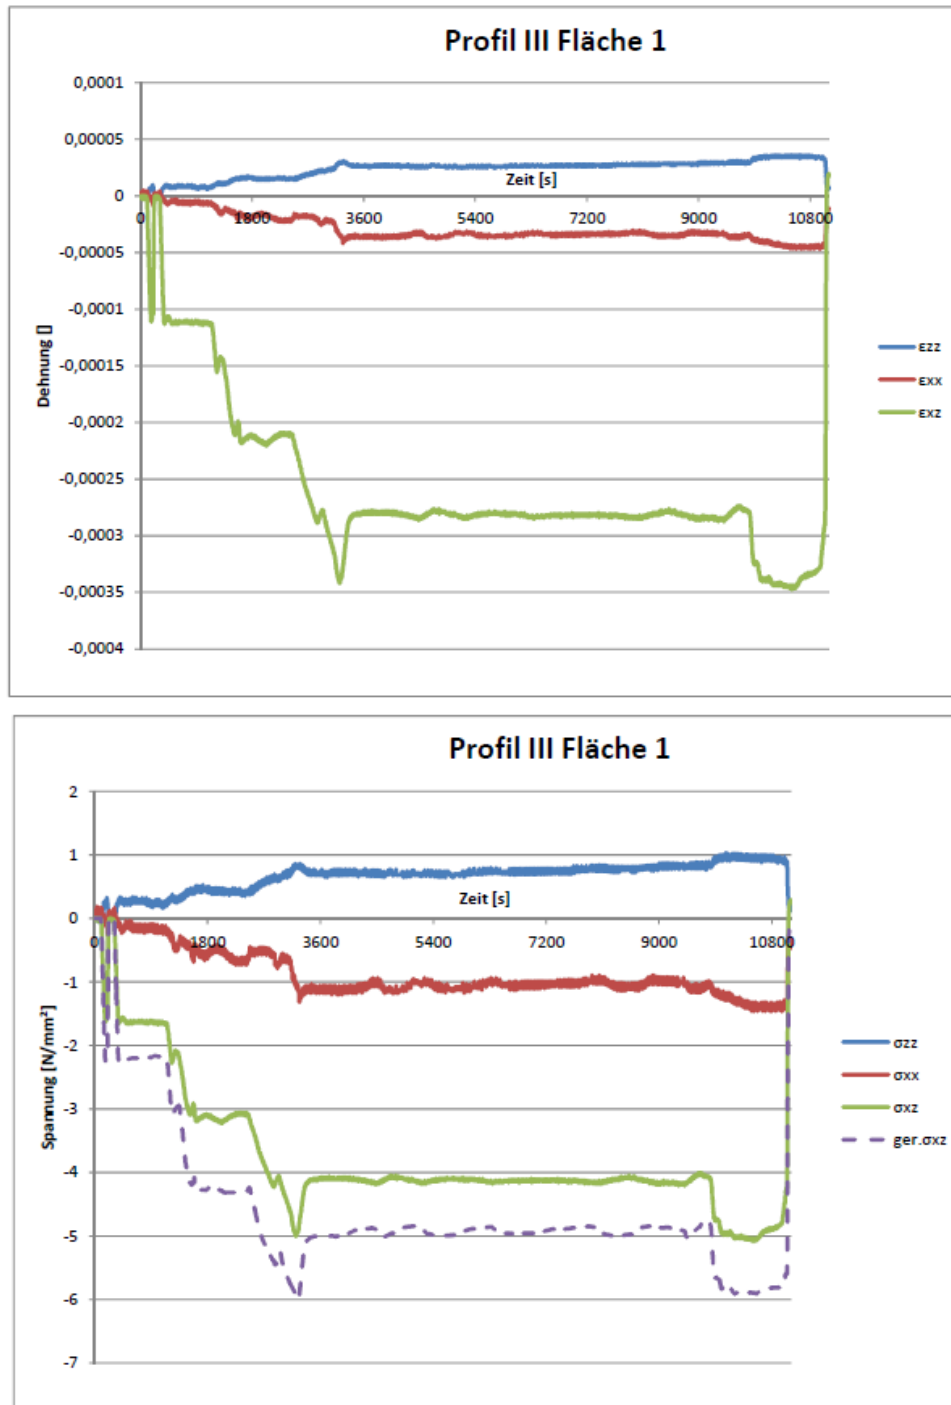 Profil III Fläche 1
0,0001
0,00005
0
-0,00005
-0,0001
-0,00015
-0,0002
-0,00025
-0,0003
-0,00035
-0,0004
Dehnung []
Zeit [s]
0 1800 3600 5400 7200 9000 10800
εzz
εxx
εxz
Profil III Fläche 1
2
1
0
-1
-2
-3
-4
-5
-6
-7
Spannung [N/mm²]
Zeit [s]
0 1800 3600 5400 7200 9000 10800
σzz
σxx
σxz
ger.σxz